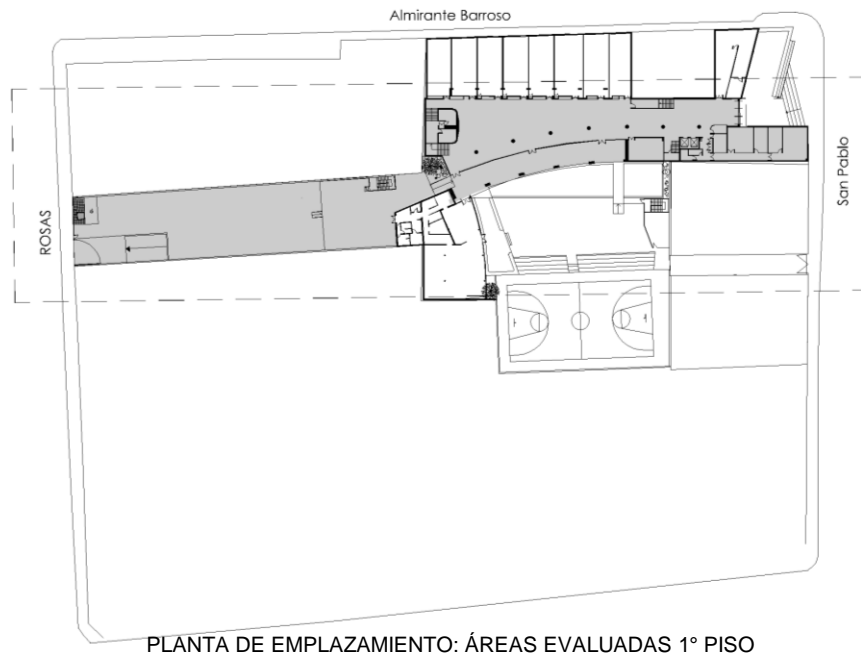 Almirante Barroso
ROSAS
San Pablo
PLANTA DE EMPLAZAMIENTO: ÁREAS EVALUADAS 1° PISO